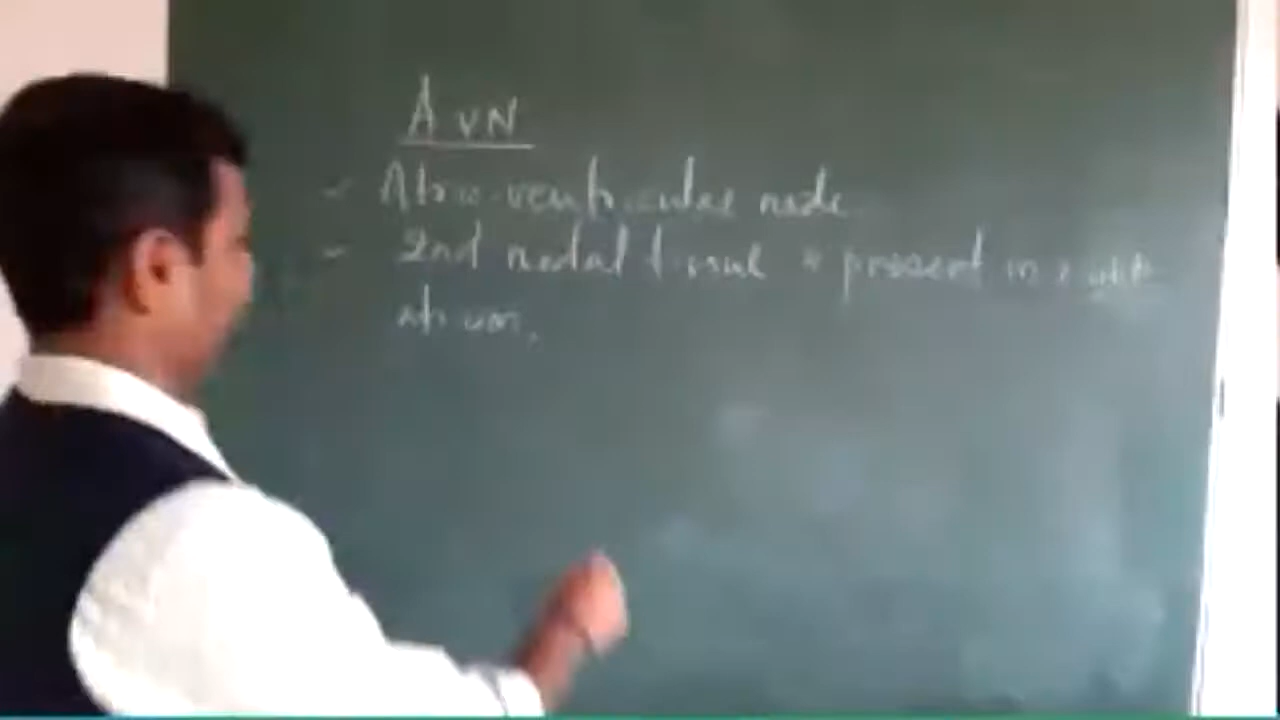 AVN
- Atrio-ventricular node
- 2nd nodal tissue & present in right
atrium.